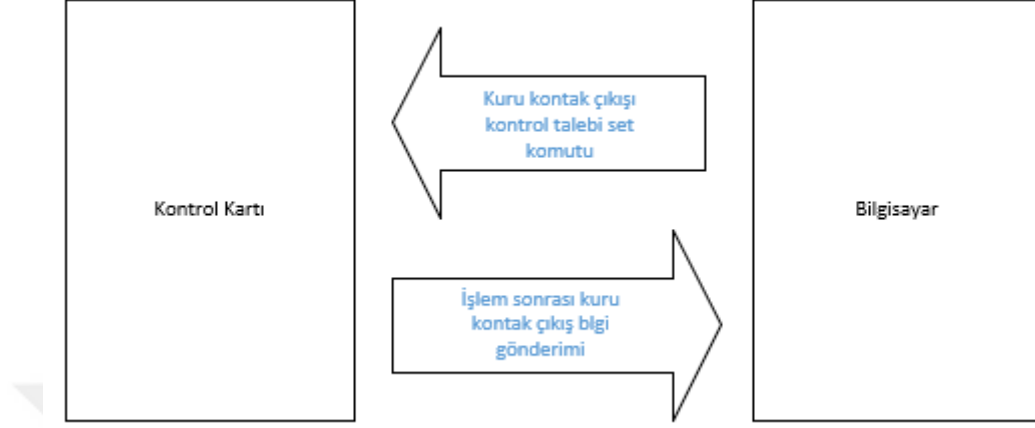 Kontrol Kartı
Kuru kontak çıkışı
kontrol talebi set
komutu
İşlem sonrası kuru
kontak çıkış blgi
gönderimi
Bilgisayar